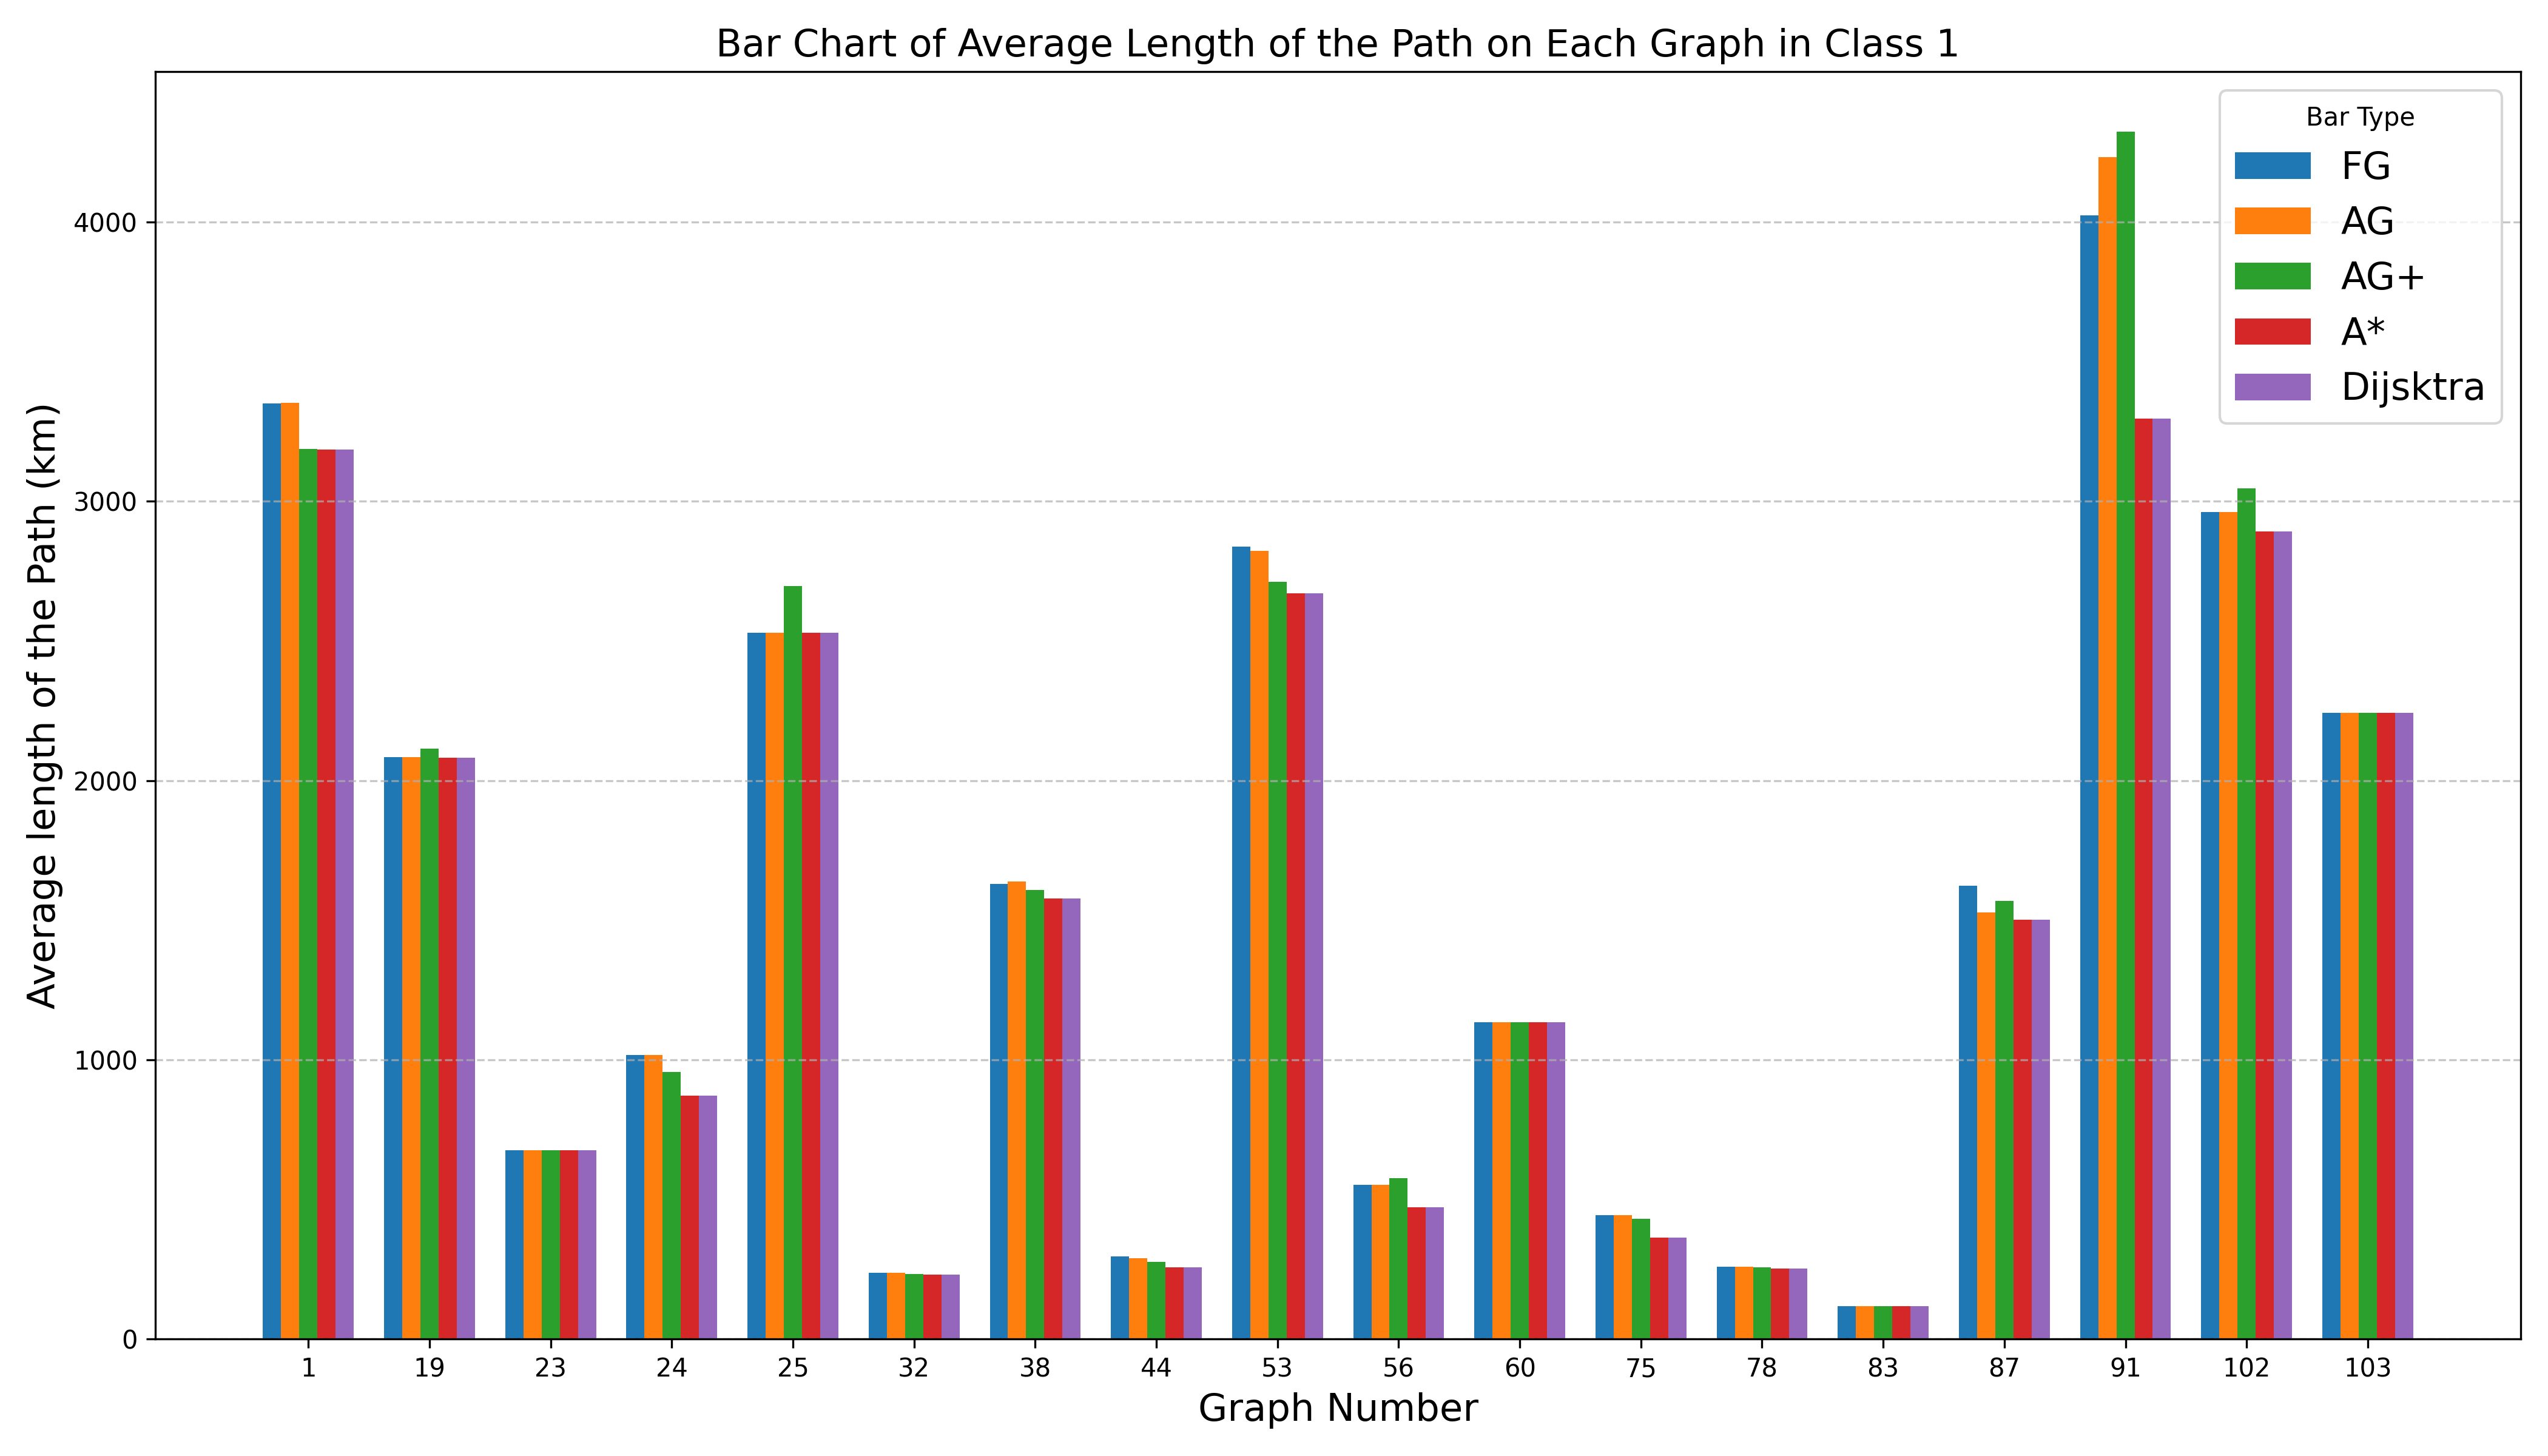 Bar Chart of Average Length of the Path on Each Graph in Class 1
Average length of the Path (km)
4000
3000
2000
1000
0
Bar Type
FG
AG
AG+
A*
Dijsktra
1 19 23 24 25 32 38 44 53 56 60 75 78 83 87 91 102 103
Graph Number